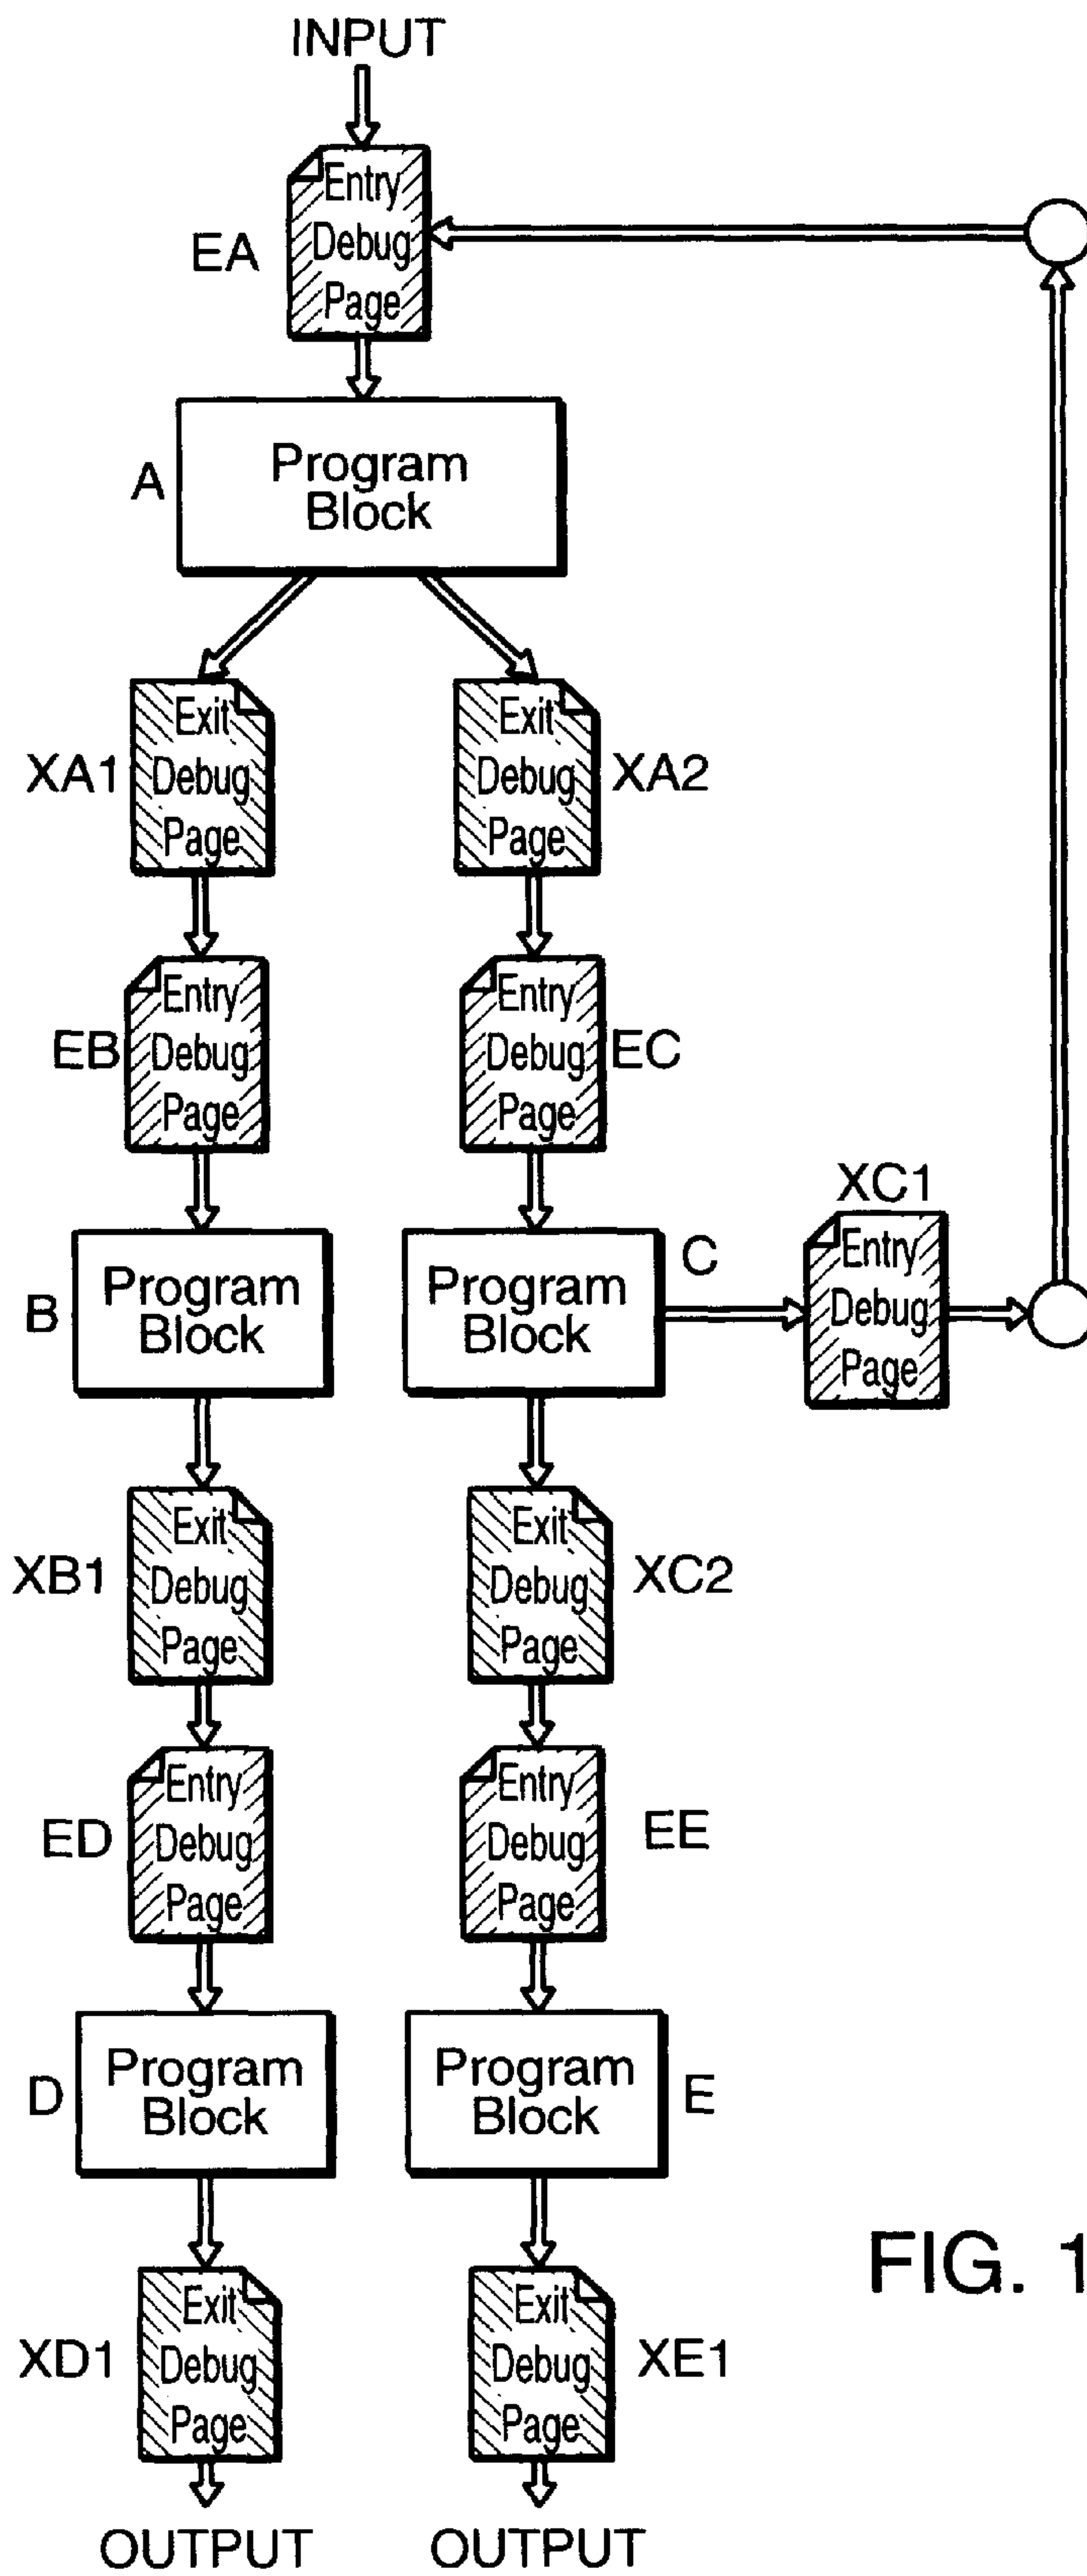 INPUT
Entry
Debug
Page
EA
Program
Block
A
Exit
Debug
Page
XA1
Exit
Debug
Page
XA2
Entry
Debug
Page
EB
Entry
Debug
Page
EC
Program
Block
B
Program
Block
C
XC1
Entry
Debug
Page
Exit
Debug
Page
XB1
Exit
Debug
Page
XC2
Entry
Debug
Page
ED
Entry
Debug
Page
EE
Program
Block
D
Program
Block
E
Exit
Debug
Page
XD1
Exit
Debug
Page
XE1
OUTPUT
OUTPUT
FIG. 1